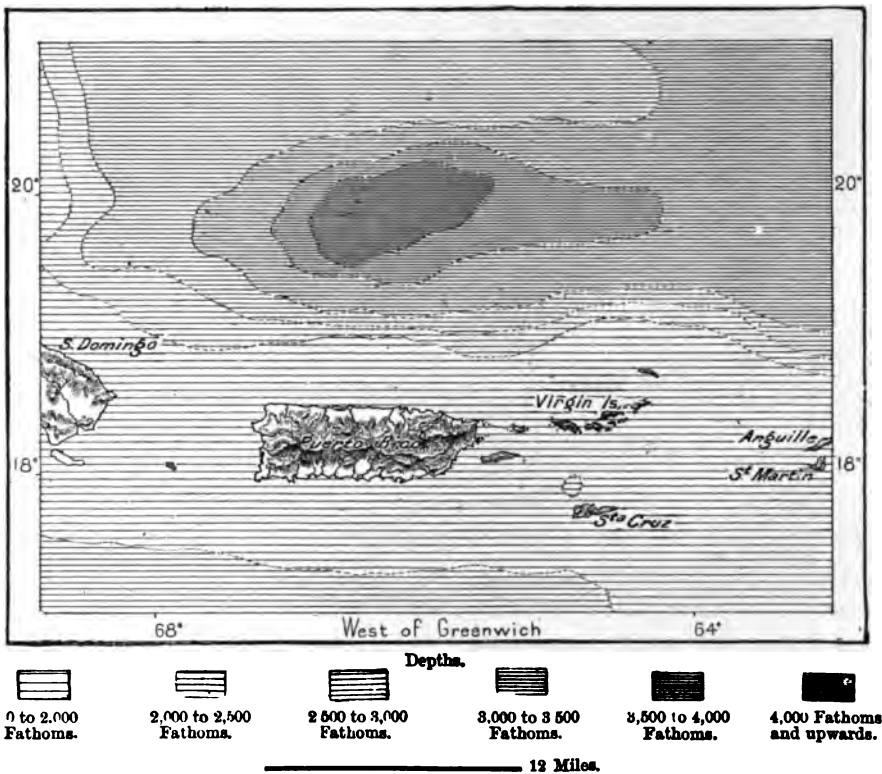 20°
20°
S. Domingo
Virgin Is.
Puerto Rico
Anguilla
18°
18°
St Martin
Sta Cruz
68°
West of Greenwich
64°
Depths.
0 to 2.000
Fathoms.
2,000 to 2,500
Fathoms.
2 500 to 3,000
Fathoms.
3,000 to 3 500
Fathoms.
3,500 to 4,000
Fathoms.
4,000 Fathoms
and upwards.
12 Miles.